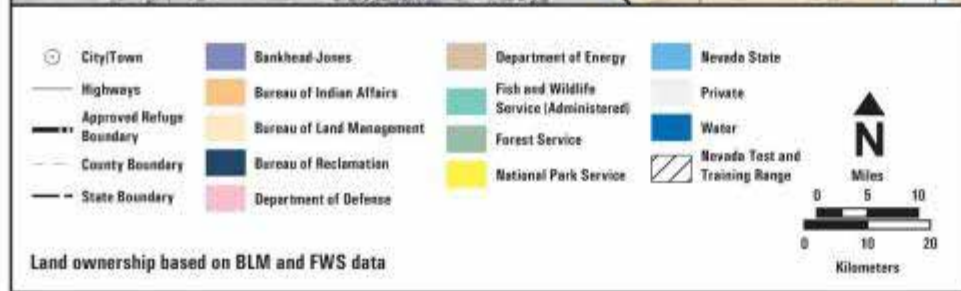 City/Town
Highways
Approved Refuge
Boundary
County Boundary
State Boundary
Bankhead-Jones
Bureau of Indian Affairs
Bureau of Land Management
Bureau of Reclamation
Department of Defense
Department of Energy
Fish and Wildlife
Service (Administered)
Forest Service
National Park Service
Nevada State
Private
Water
Nevada Test and
Training Range
N
Miles
0 5 10
0 10 20
Kilometers
Land ownership based on BLM and FWS data